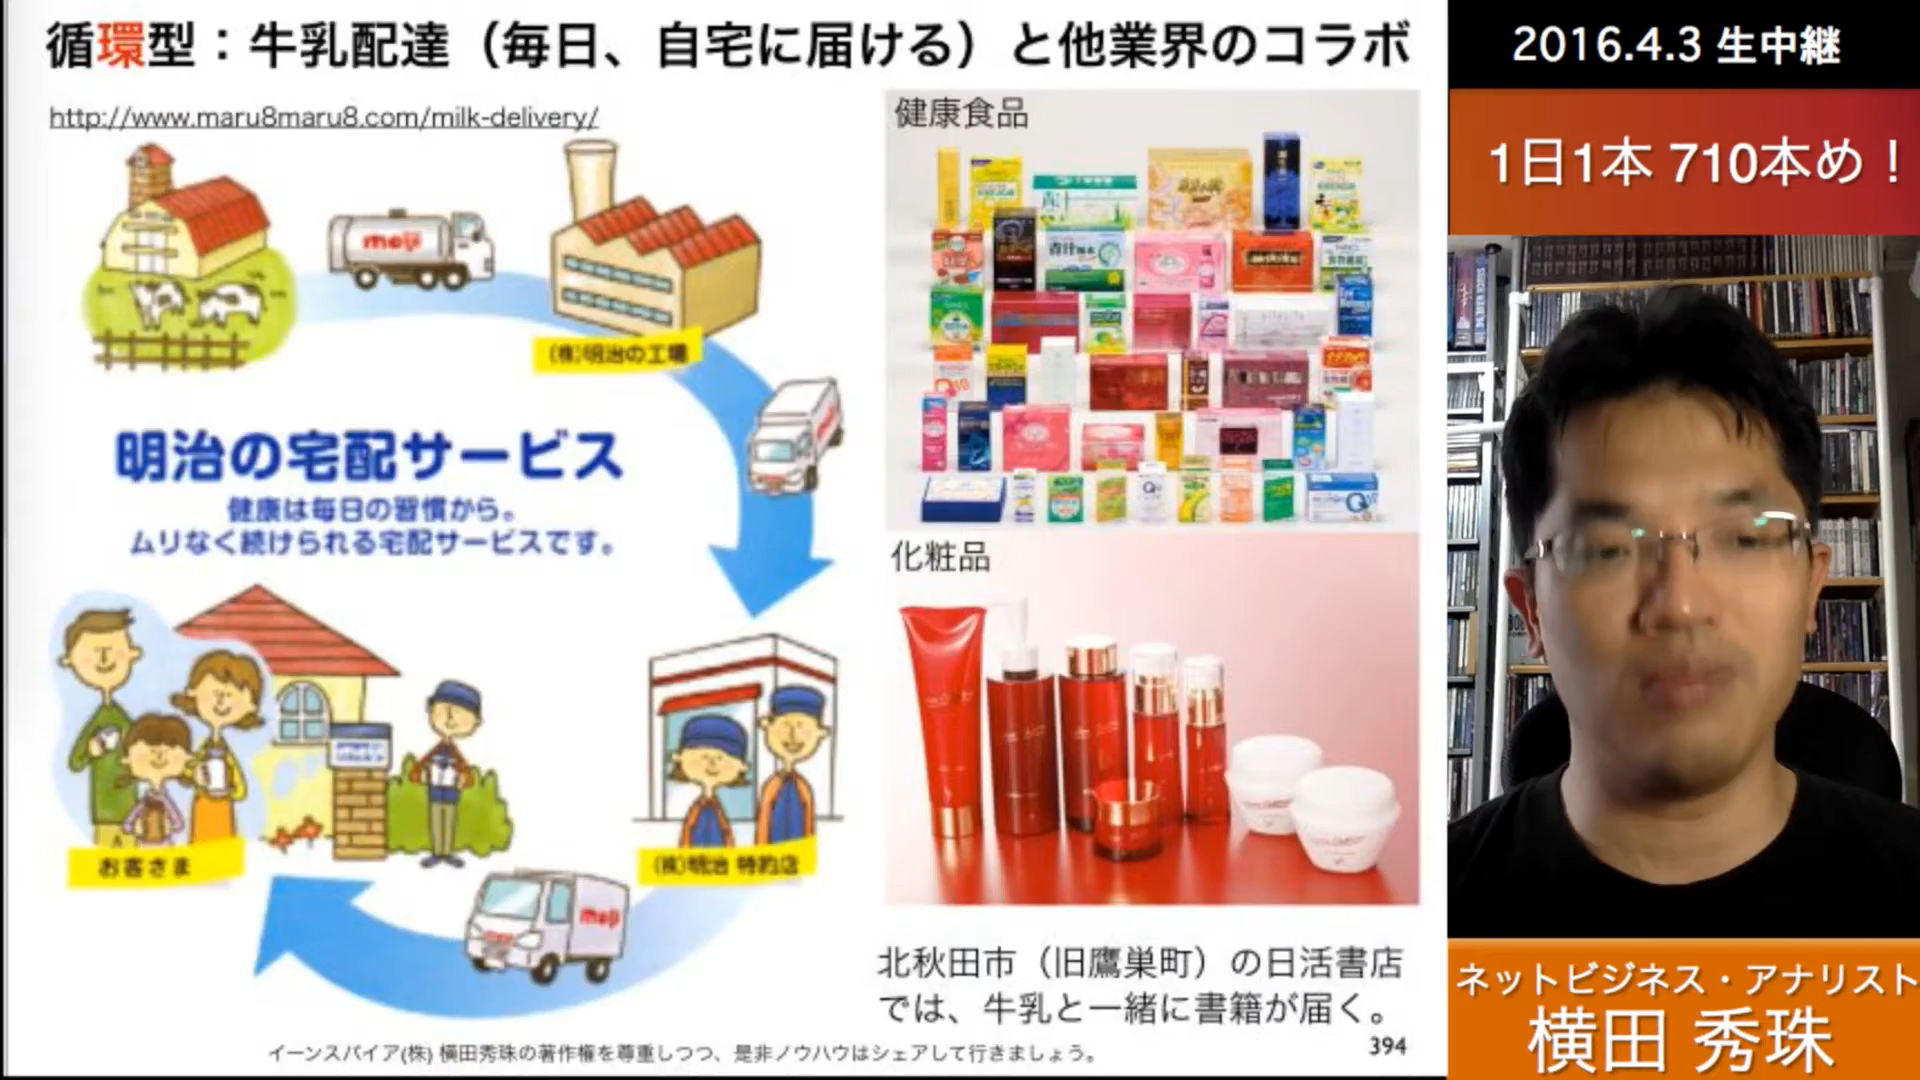 循環型：牛乳配達（毎日、自宅に届ける）と他業界のコラボ
http://www.maru8maru8.com/milk-delivery/
meiji
(株)明治の工場
明治の宅配サービス
健康は毎日の習慣から。
ムリなく続けられる宅配サービスです。
meiji
お客さま
(株)明治 特約店
meiji
健康食品
化粧品
北秋田市（旧鷹巣町）の日活書店
では、牛乳と一緒に書籍が届く。
イーンスパイア(株) 横田秀珠の著作権を尊重しつつ、是非ノウハウはシェアして行きましょう。
394
2016.4.3 生中継
1日1本 710本め！
ネットビジネス・アナリスト
横田 秀珠